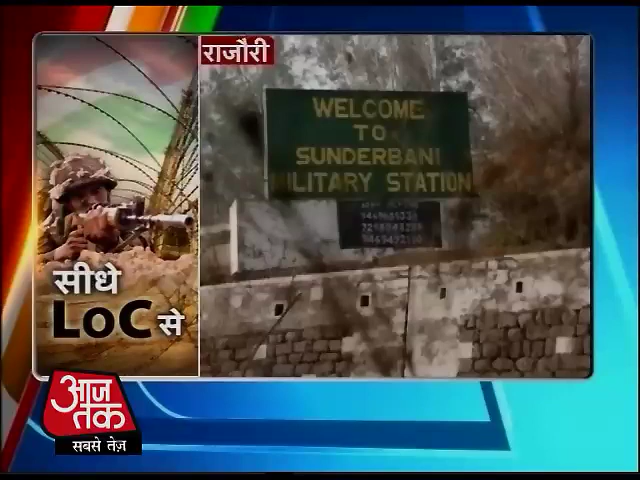 राजौरी
WELCOME
TO
SUNDERBANI
MILITARY STATION
सीधे
LoC से
आज
तक
सबसे तेज़